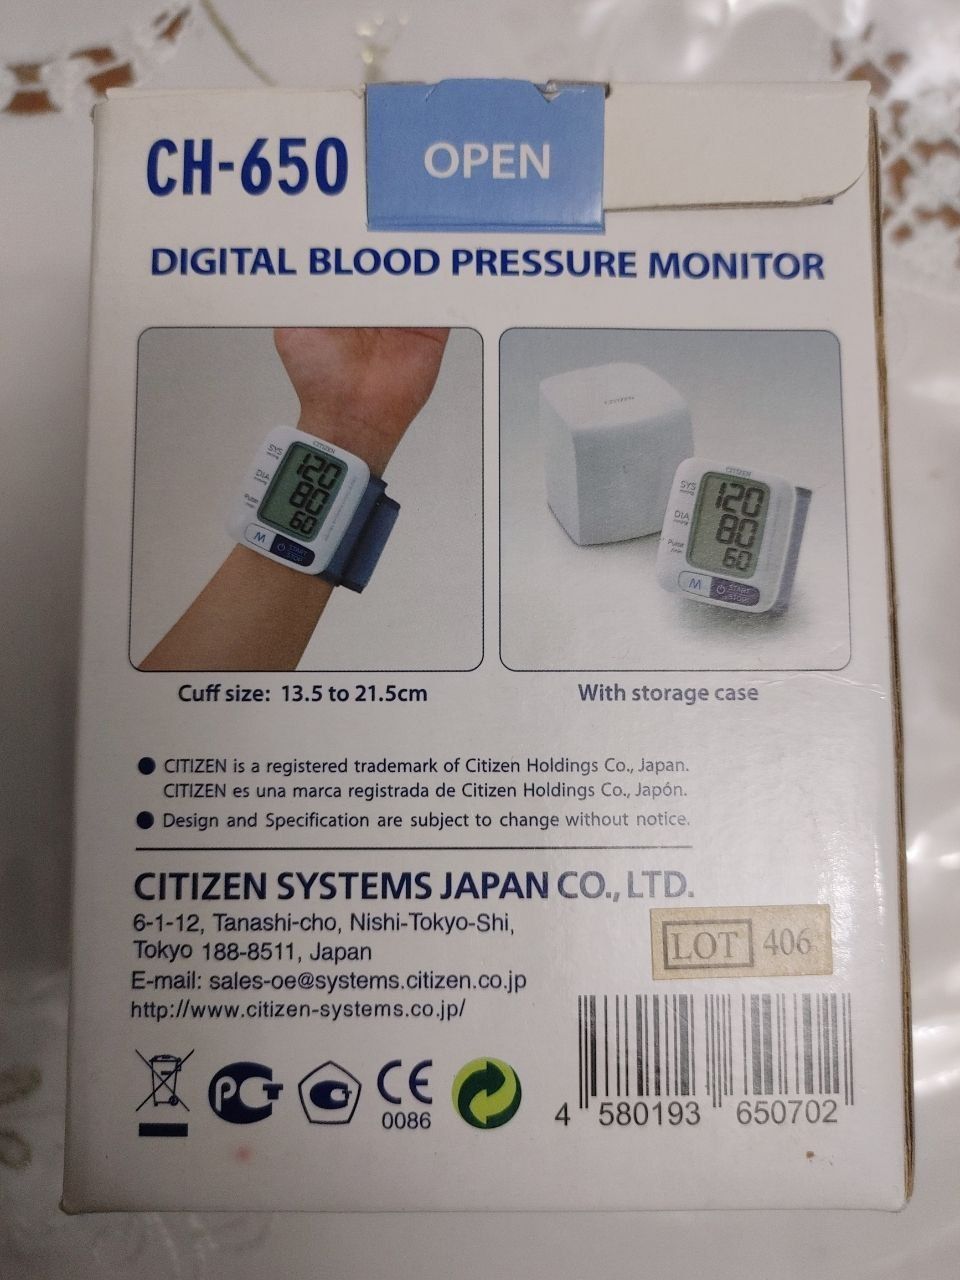 CH-650
OPEN
DIGITAL BLOOD PRESSURE MONITOR
CITIZEN
SYS
DIA
Pulse
120
80
60
M
START
STOP
CITIZEN
CITIZEN
SYS
DIA
Pulse
120
80
60
M
START
STOP
Cuff size: 13.5 to 21.5cm
With storage case
CITIZEN is a registered trademark of Citizen Holdings Co., Japan.
CITIZEN es una marca registrada de Citizen Holdings Co., Japón.
Design and Specification are subject to change without notice.
CITIZEN SYSTEMS JAPAN CO., LTD.
6-1-12, Tanashi-cho, Nishi-Tokyo-Shi,
Tokyo 188-8511, Japan
E-mail: sales-oe@systems.citizen.co.jp
http://www.citizen-systems.co.jp/
LOT 406
CE
0086
4 580193 650702